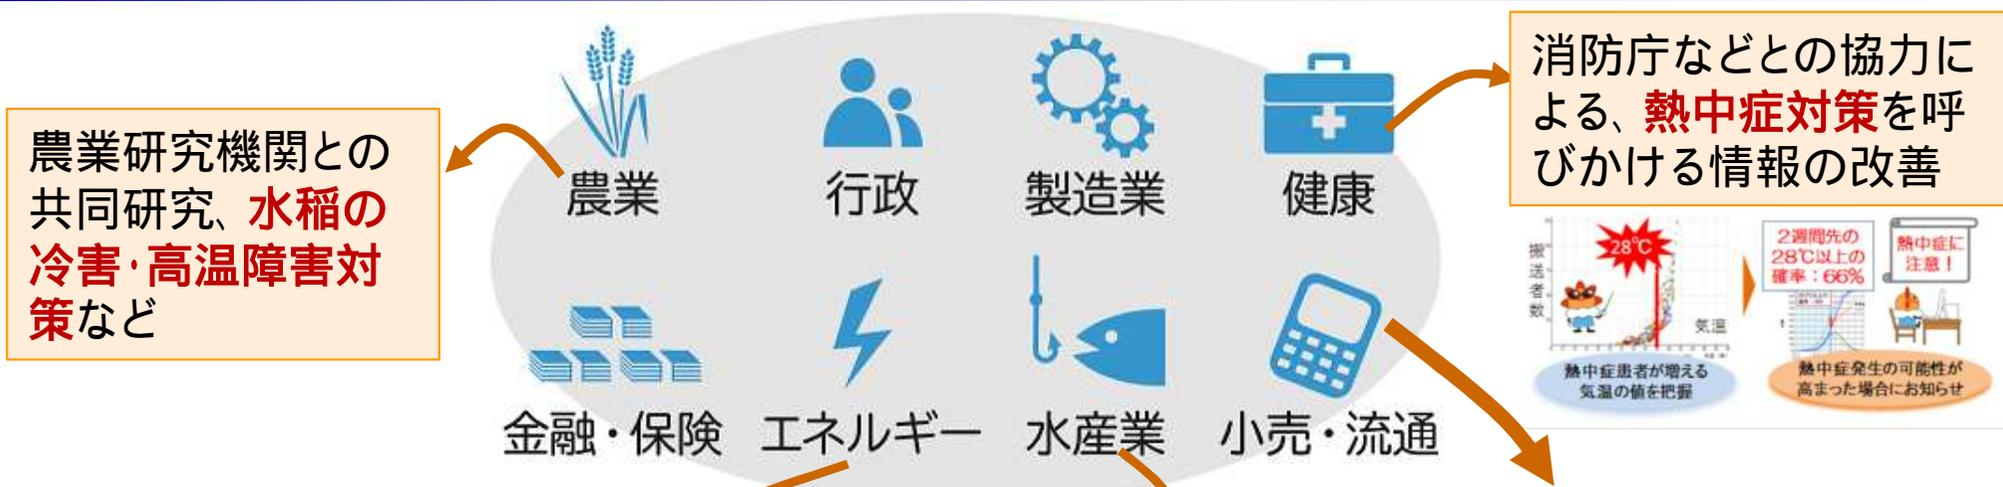 農業研究機関との
共同研究、水稲の
冷害・高温障害対
策など
農業
行政
製造業
健康
金融・保険
エネルギー
水産業
小売・流通
消防庁などとの協力に
よる、熱中症対策を呼
びかける情報の改善
搬送者数
28℃
気温
熱中症患者が増える
気温の値を把握
2週間先の
28℃以上の
確率：66%
熱中症に
注意！
熱中症発生の可能性が
高まった場合にお知らせ